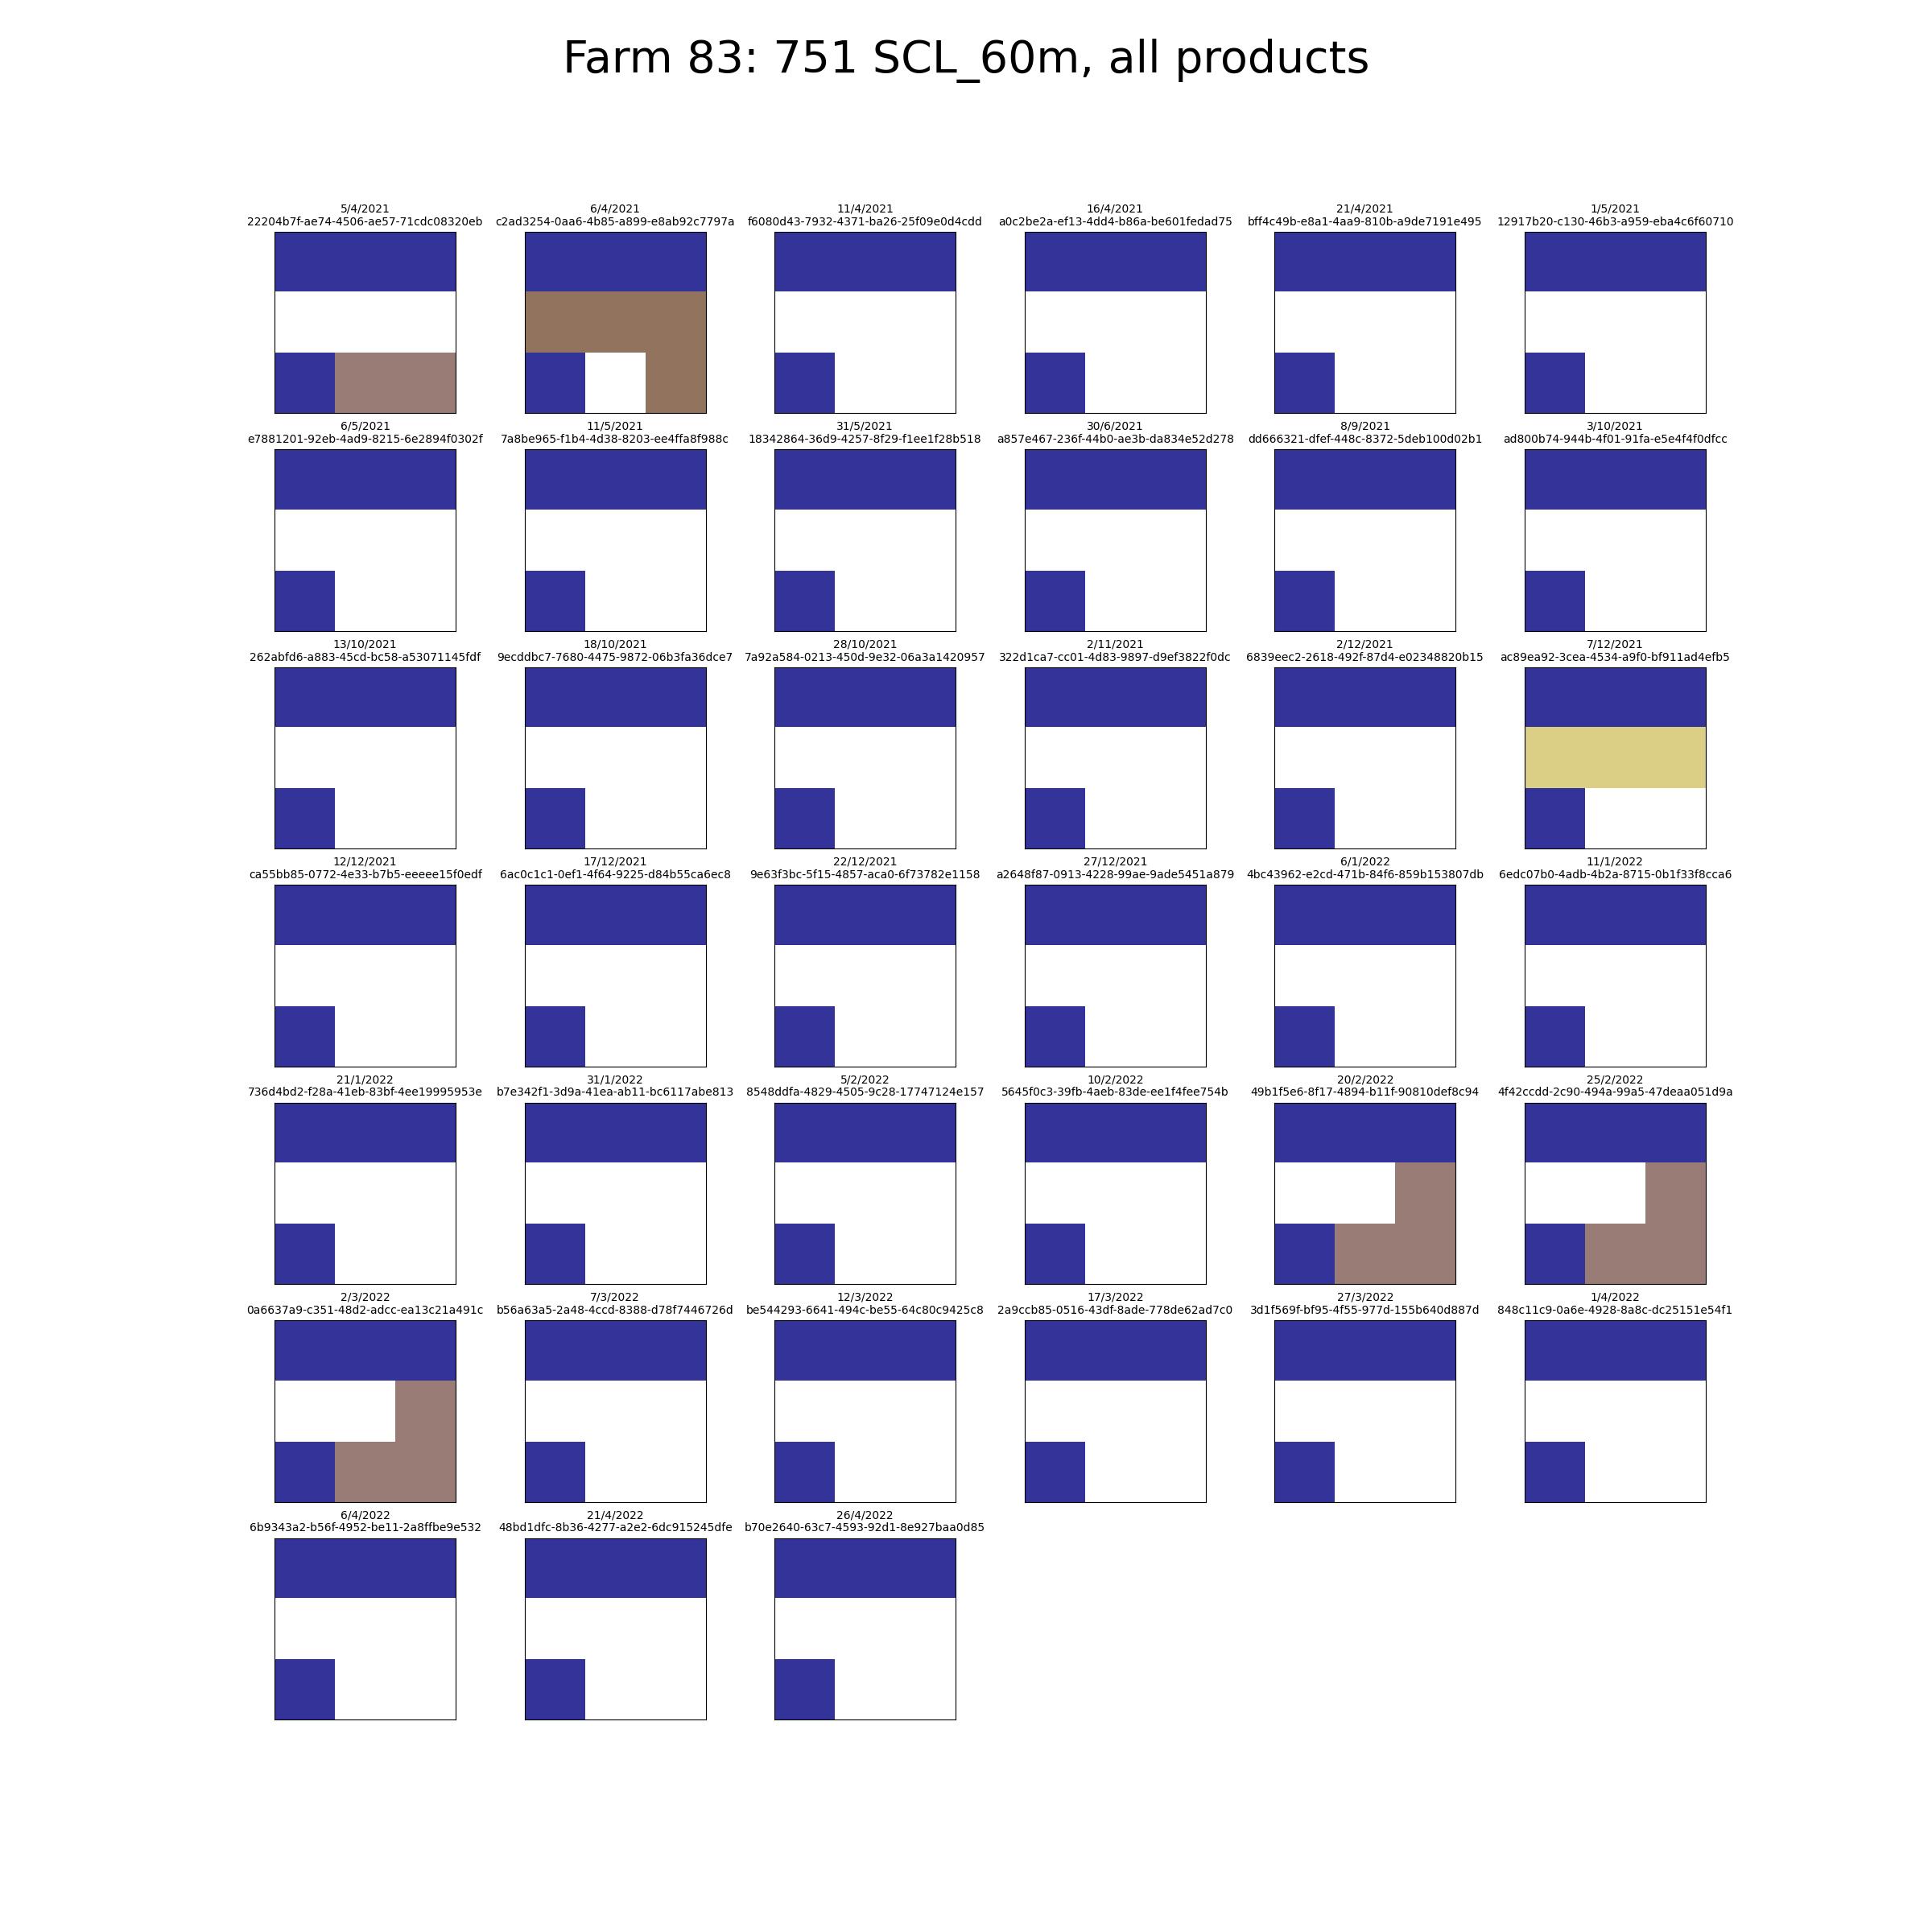 Farm 83: 751 SCL_60m, all products
5/4/2021
22204b7f-ae74-4506-ae57-71cdc08320eb
6/4/2021
c2ad3254-0aa6-4b85-a899-e8ab92c7797a
11/4/2021
f6080d43-7932-4371-ba26-25f09e0d4cdd
16/4/2021
a0c2be2a-ef13-4dd4-b86a-be601fedad75
21/4/2021
bff4c49b-e8a1-4aa9-810b-a9de7191e495
1/5/2021
12917b20-c130-46b3-a959-eba4c6f60710
6/5/2021
e7881201-92eb-4ad9-8215-6e2894f0302f
11/5/2021
7a8be965-f1b4-4d38-8203-ee4ffa8f988c
31/5/2021
18342864-36d9-4257-8f29-f1ee1f28b518
30/6/2021
a857e467-236f-44b0-ae3b-da834e52d278
8/9/2021
dd666321-dfef-448c-8372-5deb100d02b1
3/10/2021
ad800b74-944b-4f01-91fa-e5e4f4f0dfcc
13/10/2021
262abfd6-a883-45cd-bc58-a53071145fdf
18/10/2021
9ecddbc7-7680-4475-9872-06b3fa36dce7
28/10/2021
7a92a584-0213-450d-9e32-06a3a1420957
2/11/2021
322d1ca7-cc01-4d83-9897-d9ef3822f0dc
2/12/2021
6839eec2-2618-492f-87d4-e02348820b15
7/12/2021
ac89ea92-3cea-4534-a9f0-bf911ad4efb5
12/12/2021
ca55bb85-0772-4e33-b7b5-eeeee15f0edf
17/12/2021
6ac0c1c1-0ef1-4f64-9225-d84b55ca6ec8
22/12/2021
9e63f3bc-5f15-4857-aca0-6f73782e1158
27/12/2021
a2648f87-0913-4228-99ae-9ade5451a879
6/1/2022
4bc43962-e2cd-471b-84f6-859b153807db
11/1/2022
6edc07b0-4adb-4b2a-8715-0b1f33f8cca6
21/1/2022
736d4bd2-f28a-41eb-83bf-4ee19995953e
31/1/2022
b7e342f1-3d9a-41ea-ab11-bc6117abe813
5/2/2022
8548ddfa-4829-4505-9c28-17747124e157
10/2/2022
5645f0c3-39fb-4aeb-83de-ee1f4fee754b
20/2/2022
49b1f5e6-8f17-4894-b11f-90810def8c94
25/2/2022
4f42ccdd-2c90-494a-99a5-47deaa051d9a
2/3/2022
0a6637a9-c351-48d2-adcc-ea13c21a491c
7/3/2022
b56a63a5-2a48-4ccd-8388-d78f7446726d
12/3/2022
be544293-6641-494c-be55-64c80c9425c8
17/3/2022
2a9ccb85-0516-43df-8ade-778de62ad7c0
27/3/2022
3d1f569f-bf95-4f55-977d-155b640d887d
1/4/2022
848c11c9-0a6e-4928-8a8c-dc25151e54f1
6/4/2022
6b9343a2-b56f-4952-be11-2a8ffbe9e532
21/4/2022
48bd1dfc-8b36-4277-a2e2-6dc915245dfe
26/4/2022
b70e2640-63c7-4593-92d1-8e927baa0d85